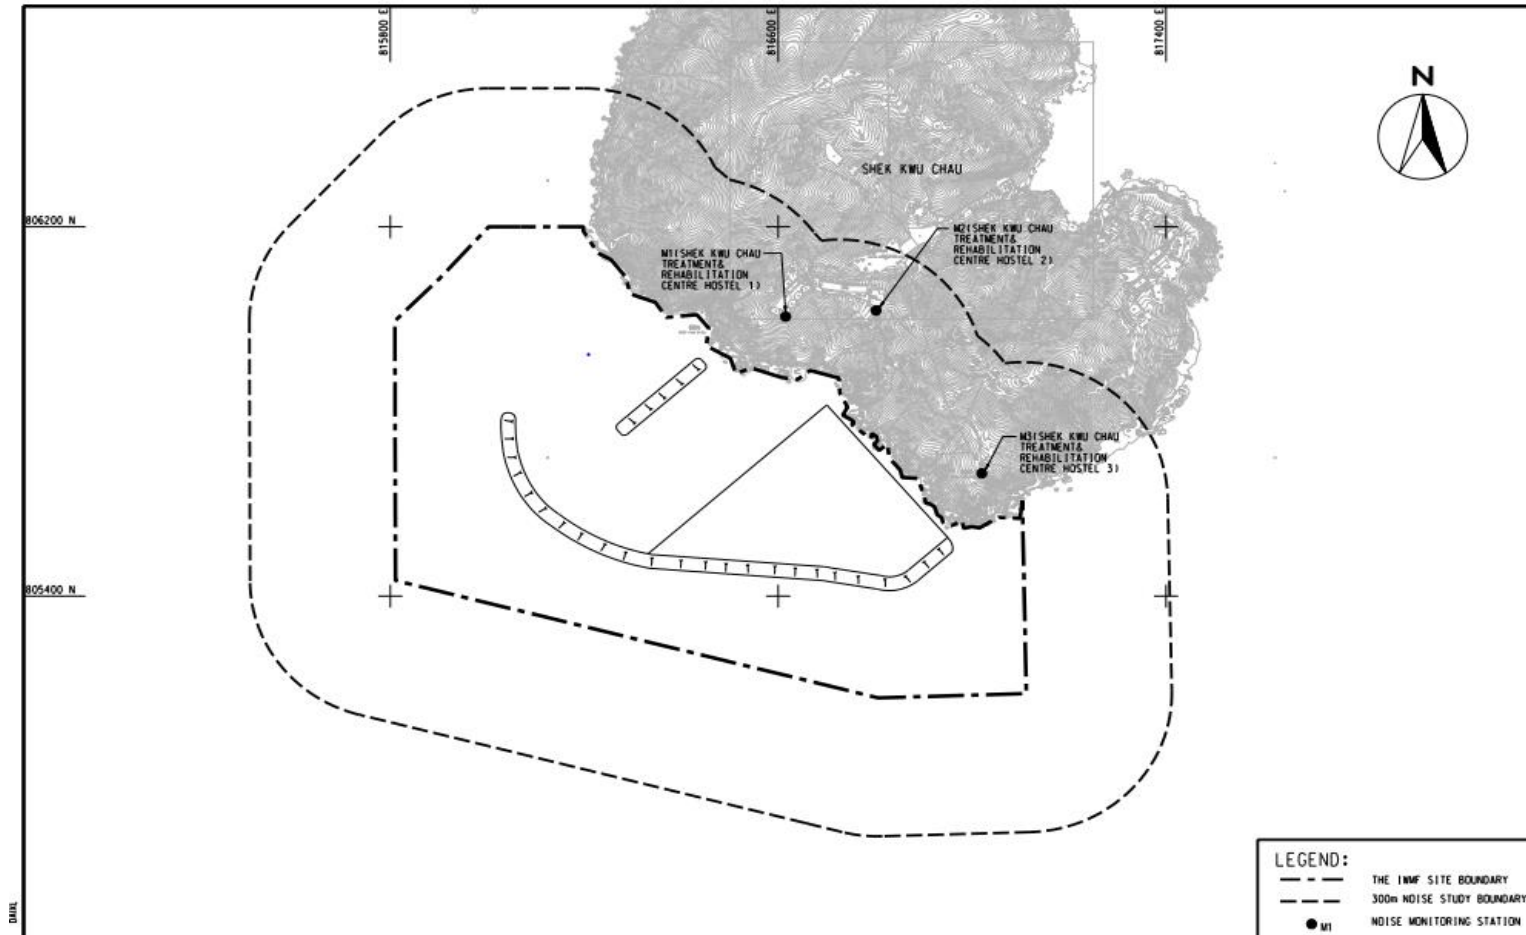 815800 E
816600 E
817400 E
N
SHEK KWU CHAU
806200 N
M1(SHEK KWU CHAU
TREATMENT&
REHABILITATION
CENTRE HOSTEL 1)
M2(SHEK KWU CHAU
TREATMENT&
REHABILITATION
CENTRE HOSTEL 2)
M3(SHEK KWU CHAU
TREATMENT&
REHABILITATION
CENTRE HOSTEL 3)
805400 N
LEGEND:
THE IWMF SITE BOUNDARY
300m NOISE STUDY BOUNDARY
M1 NOISE MONITORING STATION